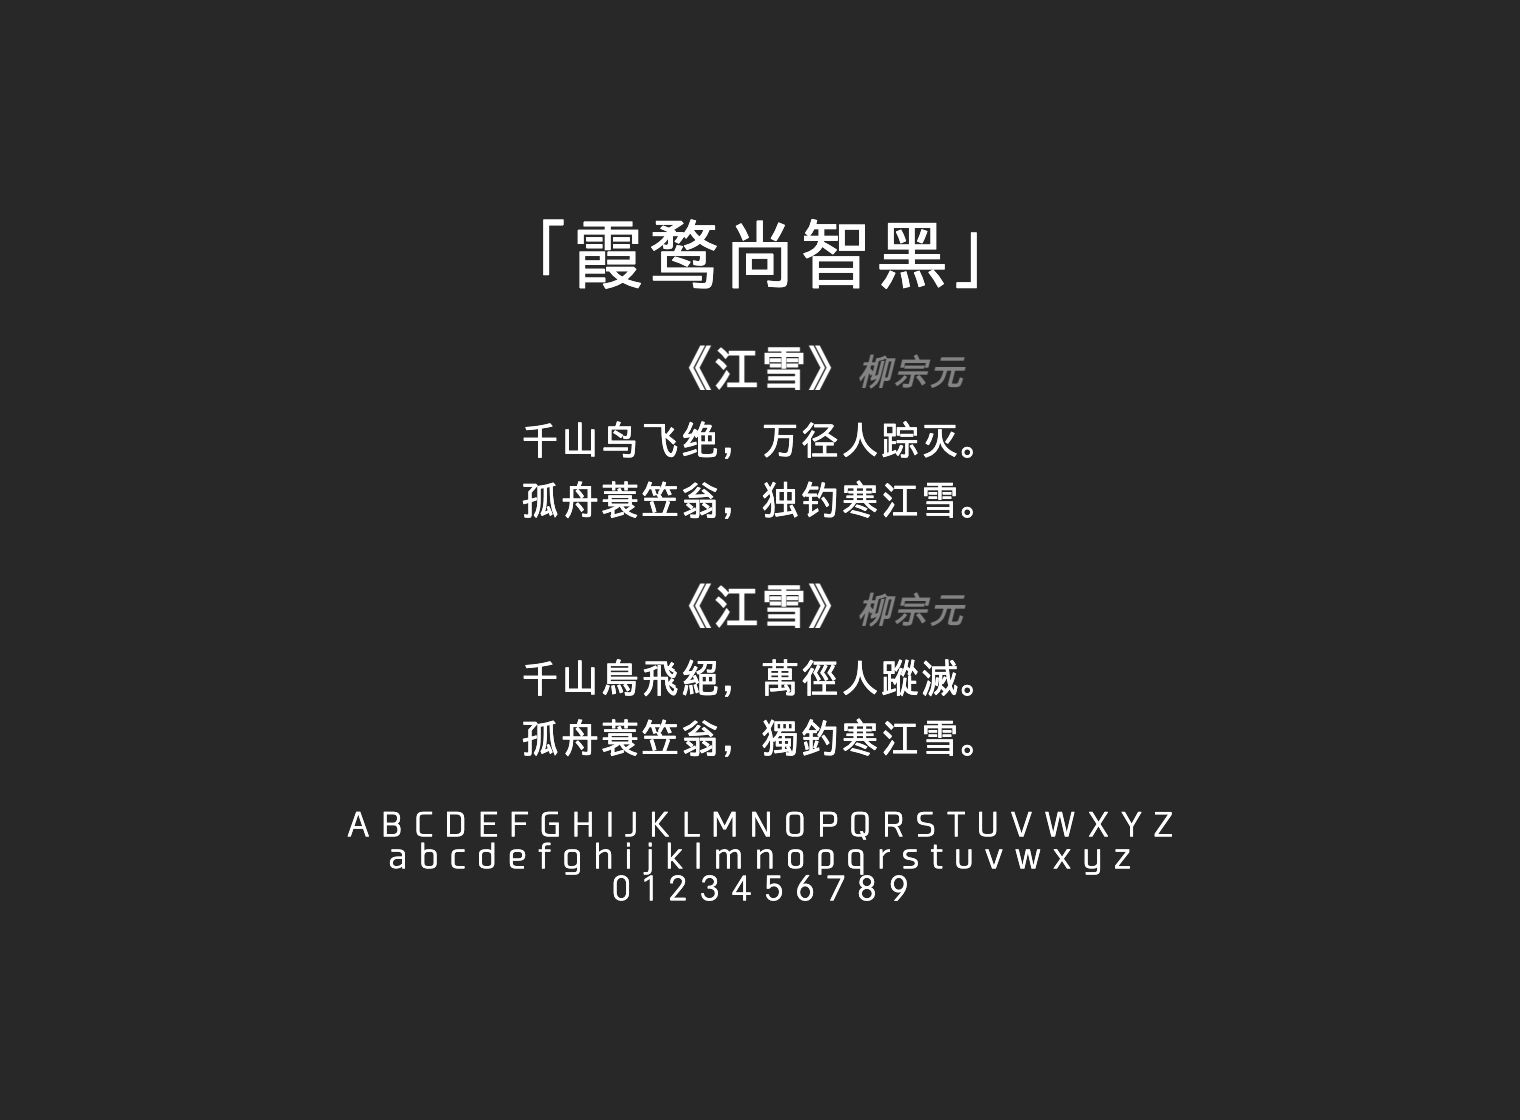 「霞鹜尚智黑」
《江雪》 柳宗元
千山鸟飞绝，万径人踪灭。
孤舟蓑笠翁，独钓寒江雪。
《江雪》 柳宗元
千山鳥飛絕，萬徑人蹤滅。
孤舟蓑笠翁，獨釣寒江雪。
A B C D E F G H I J K L M N O P Q R S T U V W X Y Z
a b c d e f g h i j k l m n o p q r s t u v w x y z
0 1 2 3 4 5 6 7 8 9